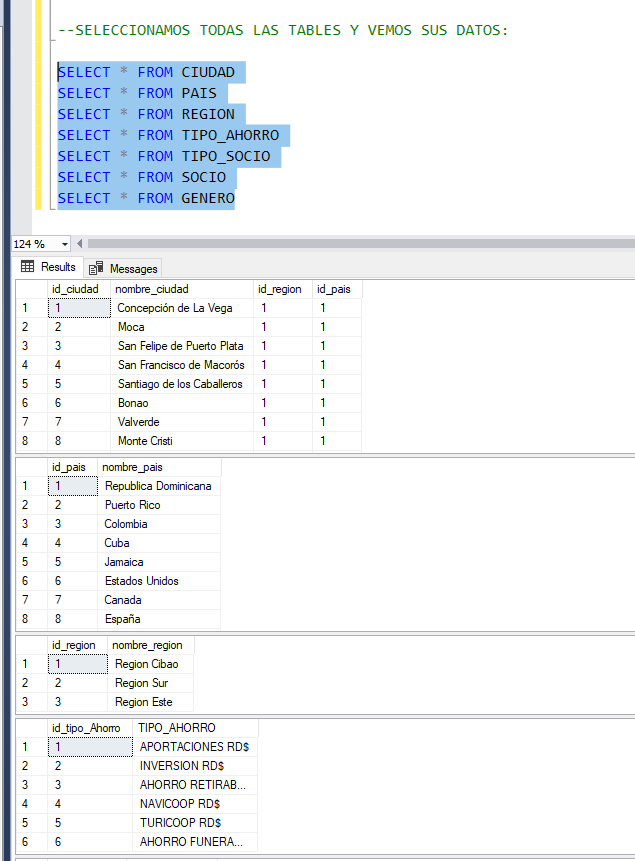 --SELECCIONAMOS TODAS LAS TABLES Y VEMOS SUS DATOS:
SELECT * FROM CIUDAD
SELECT * FROM PAIS
SELECT * FROM REGION
SELECT * FROM TIPO_AHORRO
SELECT * FROM TIPO_SOCIO
SELECT * FROM SOCIO
SELECT * FROM GENERO
124 %
Results Messages
id_ciudad nombre_ciudad id_region id_pais
1 1 Concepción de La Vega 1 1
2 2 Moca 1 1
3 3 San Felipe de Puerto Plata 1 1
4 4 San Francisco de Macorós 1 1
5 5 Santiago de los Caballeros 1 1
6 6 Bonao 1 1
7 7 Valverde 1 1
8 8 Monte Cristi 1 1
id_pais nombre_pais
1 1 Republica Dominicana
2 2 Puerto Rico
3 3 Colombia
4 4 Cuba
5 5 Jamaica
6 6 Estados Unidos
7 7 Canada
8 8 España
id_region nombre_region
1 1 Region Cibao
2 2 Region Sur
3 3 Region Este
id_tipo_Ahorro TIPO_AHORRO
1 1 APORTACIONES RD$
2 2 INVERSION RD$
3 3 AHORRO RETIRAB...
4 4 NAVICOOP RD$
5 5 TURICOOP RD$
6 6 AHORRO FUNERA...